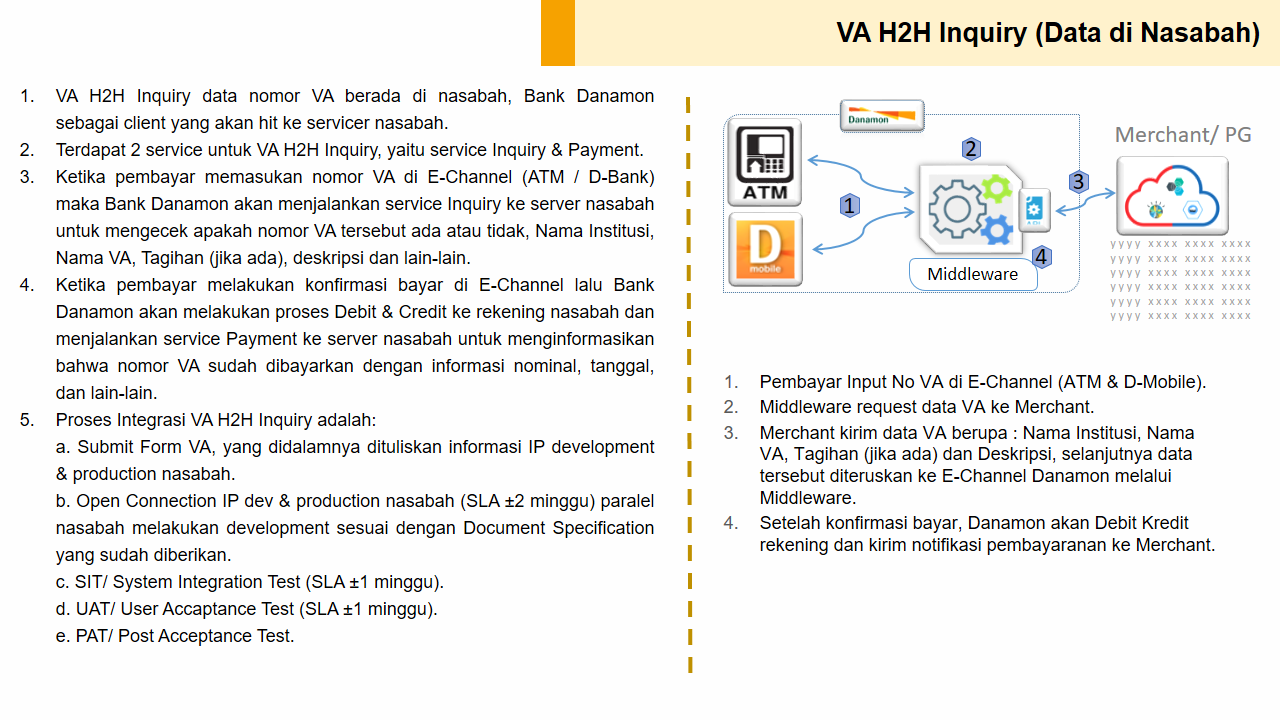 VA H2H Inquiry (Data di Nasabah)
1. VA H2H Inquiry data nomor VA berada di nasabah, Bank Danamon
sebagai client yang akan hit ke servicer nasabah.
2. Terdapat 2 service untuk VA H2H Inquiry, yaitu service Inquiry & Payment.
3. Ketika pembayar memasukan nomor VA di E-Channel (ATM / D-Bank)
maka Bank Danamon akan menjalankan service Inquiry ke server nasabah
untuk mengecek apakah nomor VA tersebut ada atau tidak, Nama Institusi,
Nama VA, Tagihan (jika ada), deskripsi dan lain-lain.
4. Ketika pembayar melakukan konfirmasi bayar di E-Channel lalu Bank
Danamon akan melakukan proses Debit & Credit ke rekening nasabah dan
menjalankan service Payment ke server nasabah untuk menginformasikan
bahwa nomor VA sudah dibayarkan dengan informasi nominal, tanggal,
dan lain-lain.
5. Proses Integrasi VA H2H Inquiry adalah:
a. Submit Form VA, yang didalamnya dituliskan informasi IP development
& production nasabah.
b. Open Connection IP dev & production nasabah (SLA ±2 minggu) paralel
nasabah melakukan development sesuai dengan Document Specification
yang sudah diberikan.
c. SIT/ System Integration Test (SLA ±1 minggu).
d. UAT/ User Accaptance Test (SLA ±1 minggu).
e. PAT/ Post Acceptance Test.
Danamon
Merchant/ PG
ATM
D
mobile
1
2
3
4
Middleware
yyyy xxxx xxxx xxxx
yyyy xxxx xxxx xxxx
yyyy xxxx xxxx xxxx
yyyy xxxx xxxx xxxx
yyyy xxxx xxxx xxxx
yyyy xxxx xxxx xxxx
1. Pembayar Input No VA di E-Channel (ATM & D-Mobile).
2. Middleware request data VA ke Merchant.
3. Merchant kirim data VA berupa : Nama Institusi, Nama
VA, Tagihan (jika ada) dan Deskripsi, selanjutnya data
tersebut diteruskan ke E-Channel Danamon melalui
Middleware.
4. Setelah konfirmasi bayar, Danamon akan Debit Kredit
rekening dan kirim notifikasi pembayaranan ke Merchant.